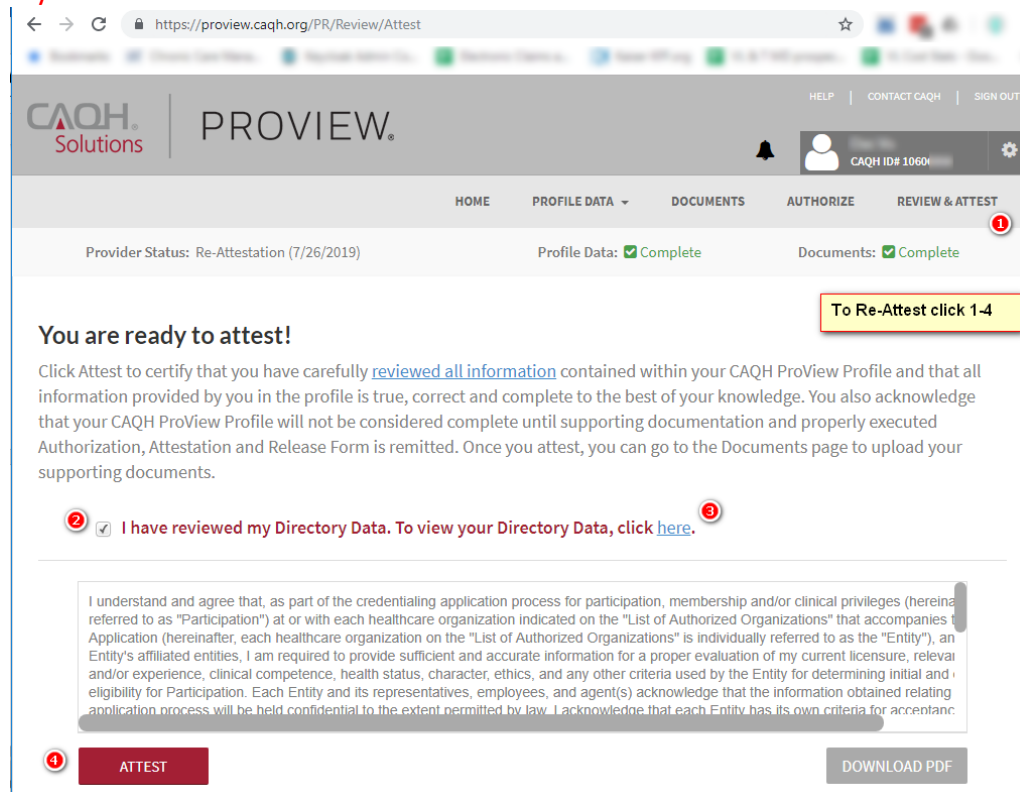 https://proview.caqh.org/PR/Review/Attest
HELP | CONTACT CAQH | SIGN OUT
CAQH®
Solutions
PROVIEW®
CAQH ID# 1060
HOME PROFILE DATA DOCUMENTS AUTHORIZE REVIEW & ATTEST
1
Provider Status: Re-Attestation (7/26/2019) Profile Data: Complete Documents: Complete
To Re-Attest click 1-4
You are ready to attest!
Click Attest to certify that you have carefully reviewed all information contained within your CAQH ProView Profile and that all
information provided by you in the profile is true, correct and complete to the best of your knowledge. You also acknowledge
that your CAQH ProView Profile will not be considered complete until supporting documentation and properly executed
Authorization, Attestation and Release Form is remitted. Once you attest, you can go to the Documents page to upload your
supporting documents.
2 I have reviewed my Directory Data. To view your Directory Data, click here. 3
I understand and agree that, as part of the credentialing application process for participation, membership and/or clinical privileges (hereina
referred to as "Participation") at or with each healthcare organization indicated on the "List of Authorized Organizations" that accompanies t
Application (hereinafter, each healthcare organization on the "List of Authorized Organizations" is individually referred to as the "Entity"), an
Entity's affiliated entities, I am required to provide sufficient and accurate information for a proper evaluation of my current licensure, relevan
and/or experience, clinical competence, health status, character, ethics, and any other criteria used by the Entity for determining initial and
eligibility for Participation. Each Entity and its representatives, employees, and agent(s) acknowledge that the information obtained relating
application process will be held confidential to the extent permitted by law. I acknowledge that each Entity has its own criteria for acceptanc
4 ATTEST DOWNLOAD PDF